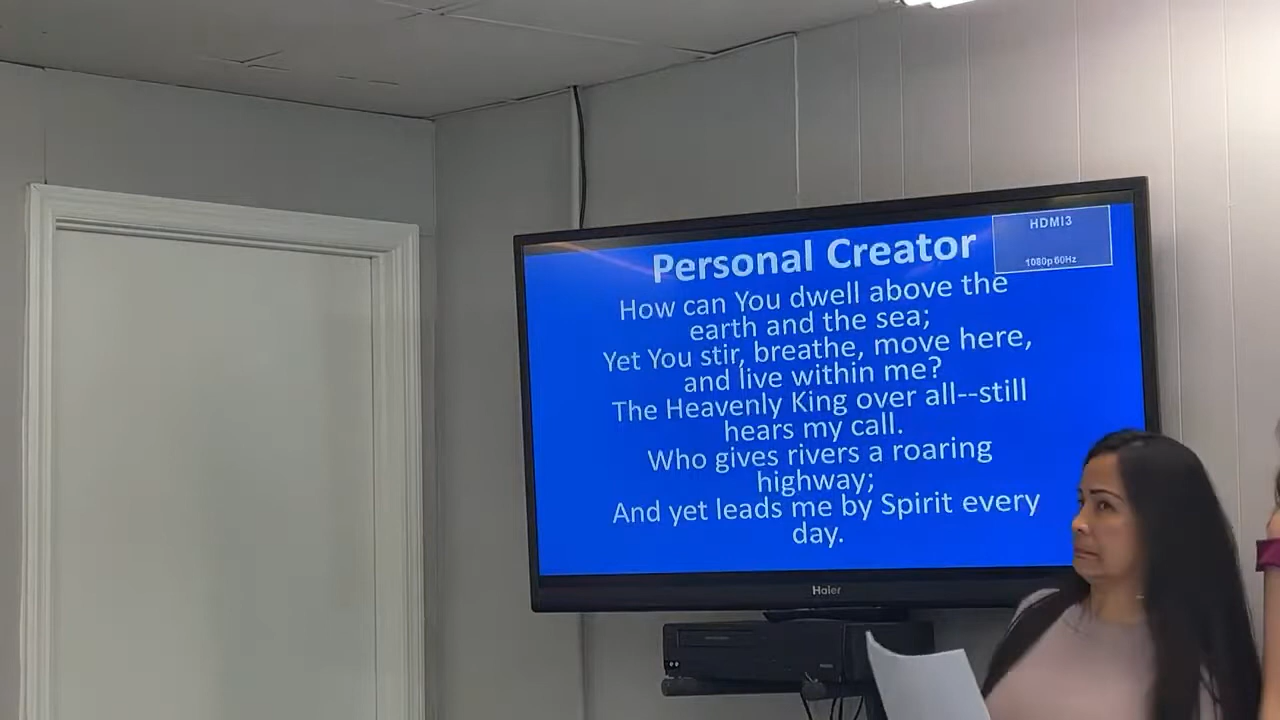 Personal Creator
HDMI3
1080p 60Hz
How can You dwell above the
earth and the sea;
Yet You stir, breathe, move here,
and live within me?
The Heavenly King over all--still
hears my call.
Who gives rivers a roaring
highway;
And yet leads me by Spirit every
day.
Haier